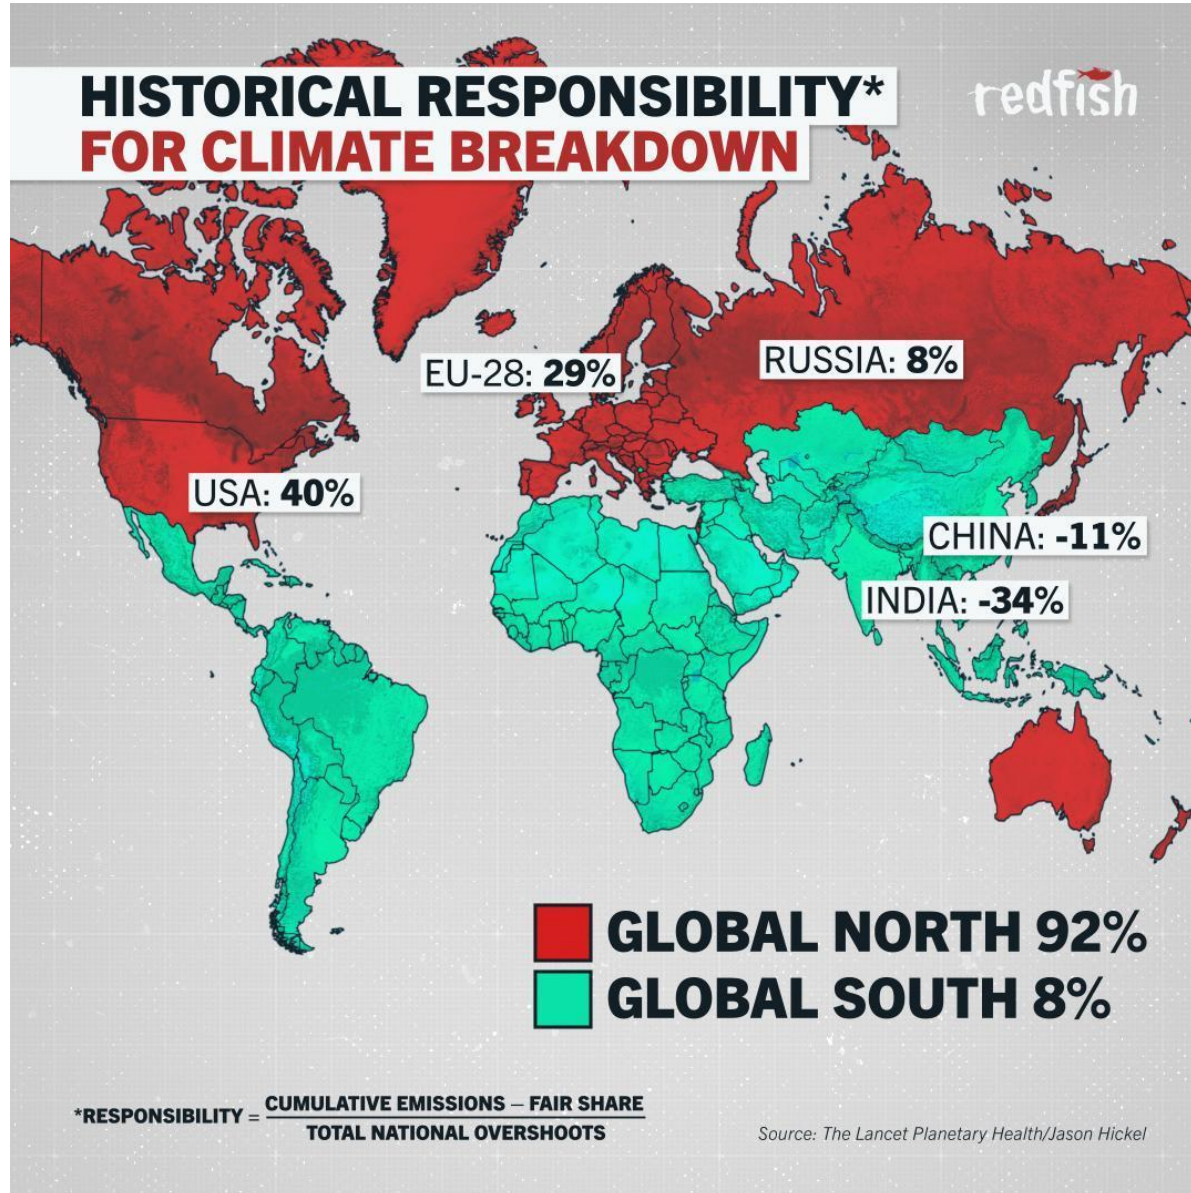 HISTORICAL RESPONSIBILITY*
FOR CLIMATE BREAKDOWN
redfish
EU-28: 29%
RUSSIA: 8%
USA: 40%
CHINA: -11%
INDIA: -34%
GLOBAL NORTH 92%
GLOBAL SOUTH 8%
*RESPONSIBILITY = CUMULATIVE EMISSIONS – FAIR SHARE
TOTAL NATIONAL OVERSHOOTS
Source: The Lancet Planetary Health/Jason Hickel